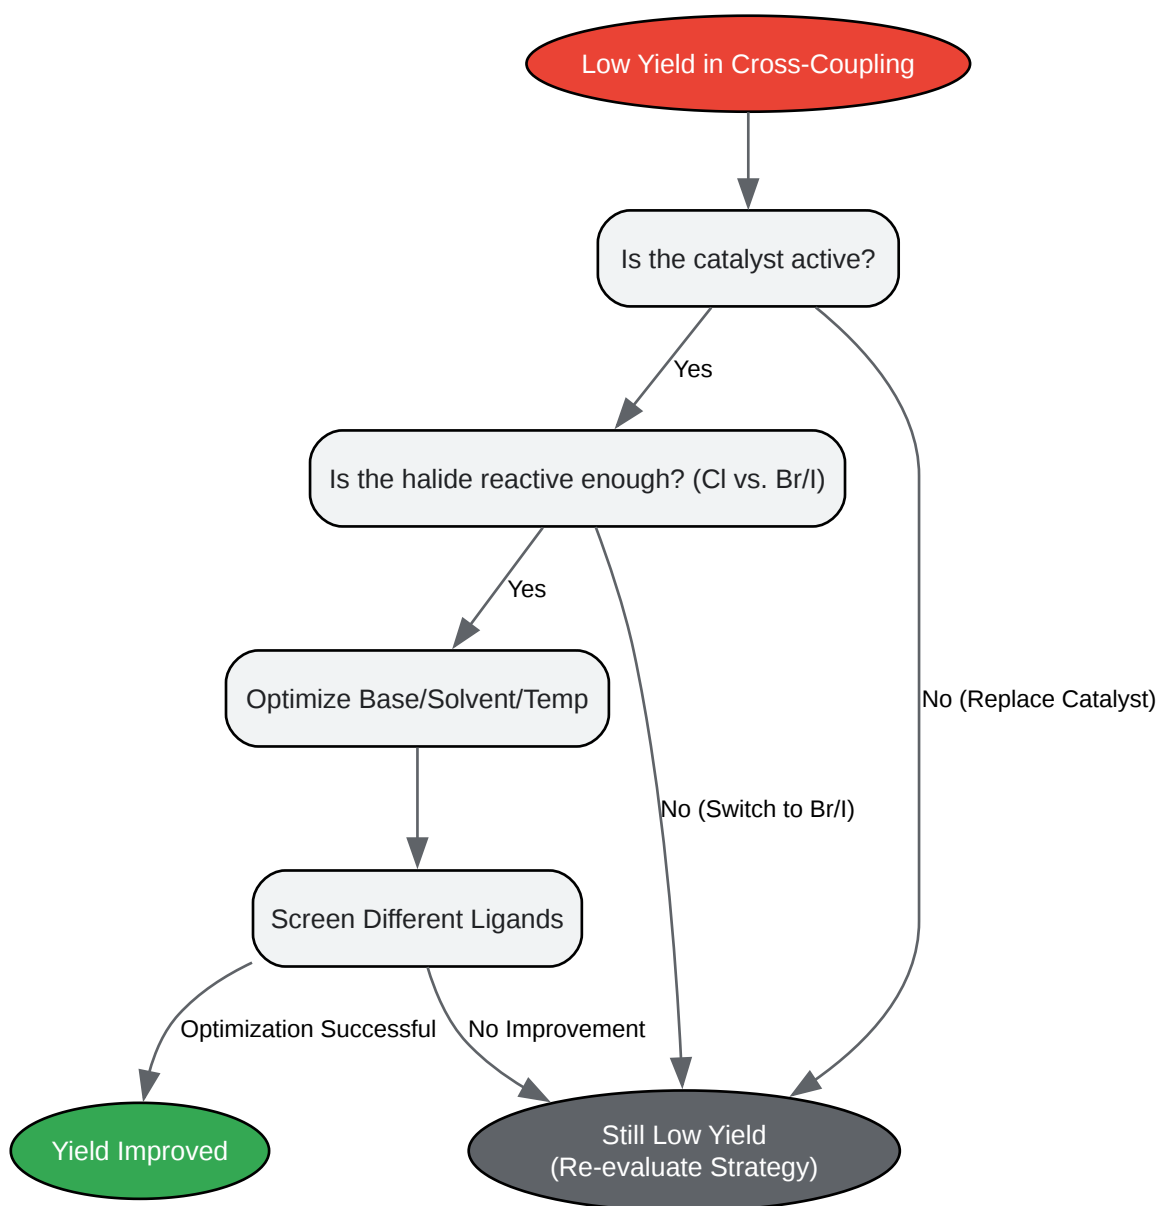 Low Yield in Cross-Coupling
Is the catalyst active?
Yes
Is the halide reactive enough? (Cl vs. Br/I)
Yes
Optimize Base/Solvent/Temp
No (Replace Catalyst)
No (Switch to Br/I)
Screen Different Ligands
Optimization Successful
No Improvement
Yield Improved
Still Low Yield
(Re-evaluate Strategy)